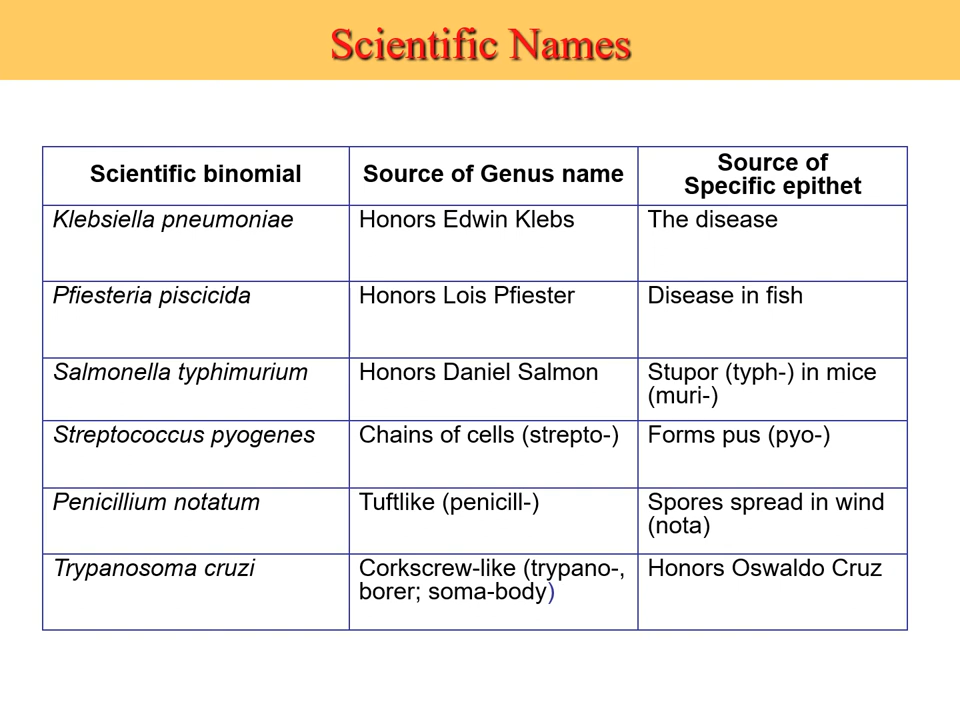 Scientific Names
Scientific binomial
Source of Genus name
Source of
Specific epithet
Klebsiella pneumoniae
Honors Edwin Klebs
The disease
Pfiesteria piscicida
Honors Lois Pfiester
Disease in fish
Salmonella typhimurium
Honors Daniel Salmon
Stupor (typh-) in mice
(muri-)
Streptococcus pyogenes
Chains of cells (strepto-)
Forms pus (pyo-)
Penicillium notatum
Tuftlike (penicill-)
Spores spread in wind
(nota)
Trypanosoma cruzi
Corkscrew-like (trypano-,
borer; soma-body)
Honors Oswaldo Cruz